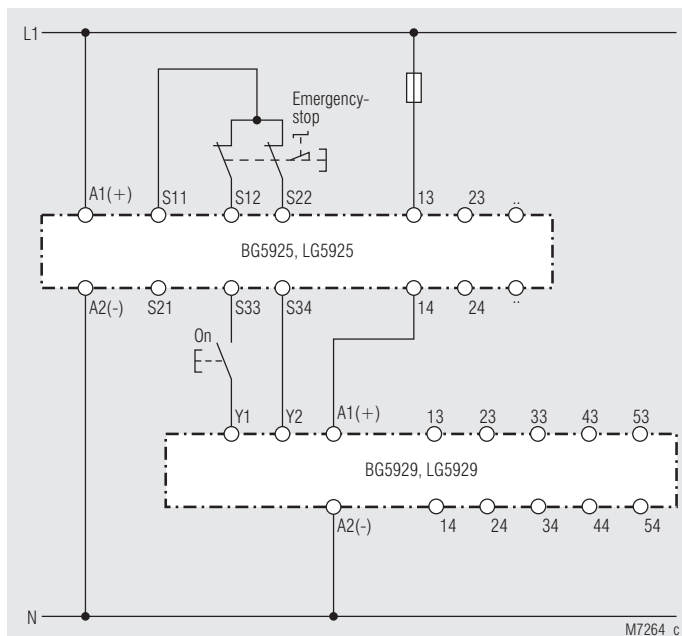 L1
Emergency-
stop
A1(+) S11 S12 S22 13 23 ..
BG5925, LG5925
A2(-) S21 S33 S34 14 24 ..
On
Y1 Y2 A1(+) 13 23 33 43 53
BG5929, LG5929
A2(-) 14 24 34 44 54
N
M7264_c